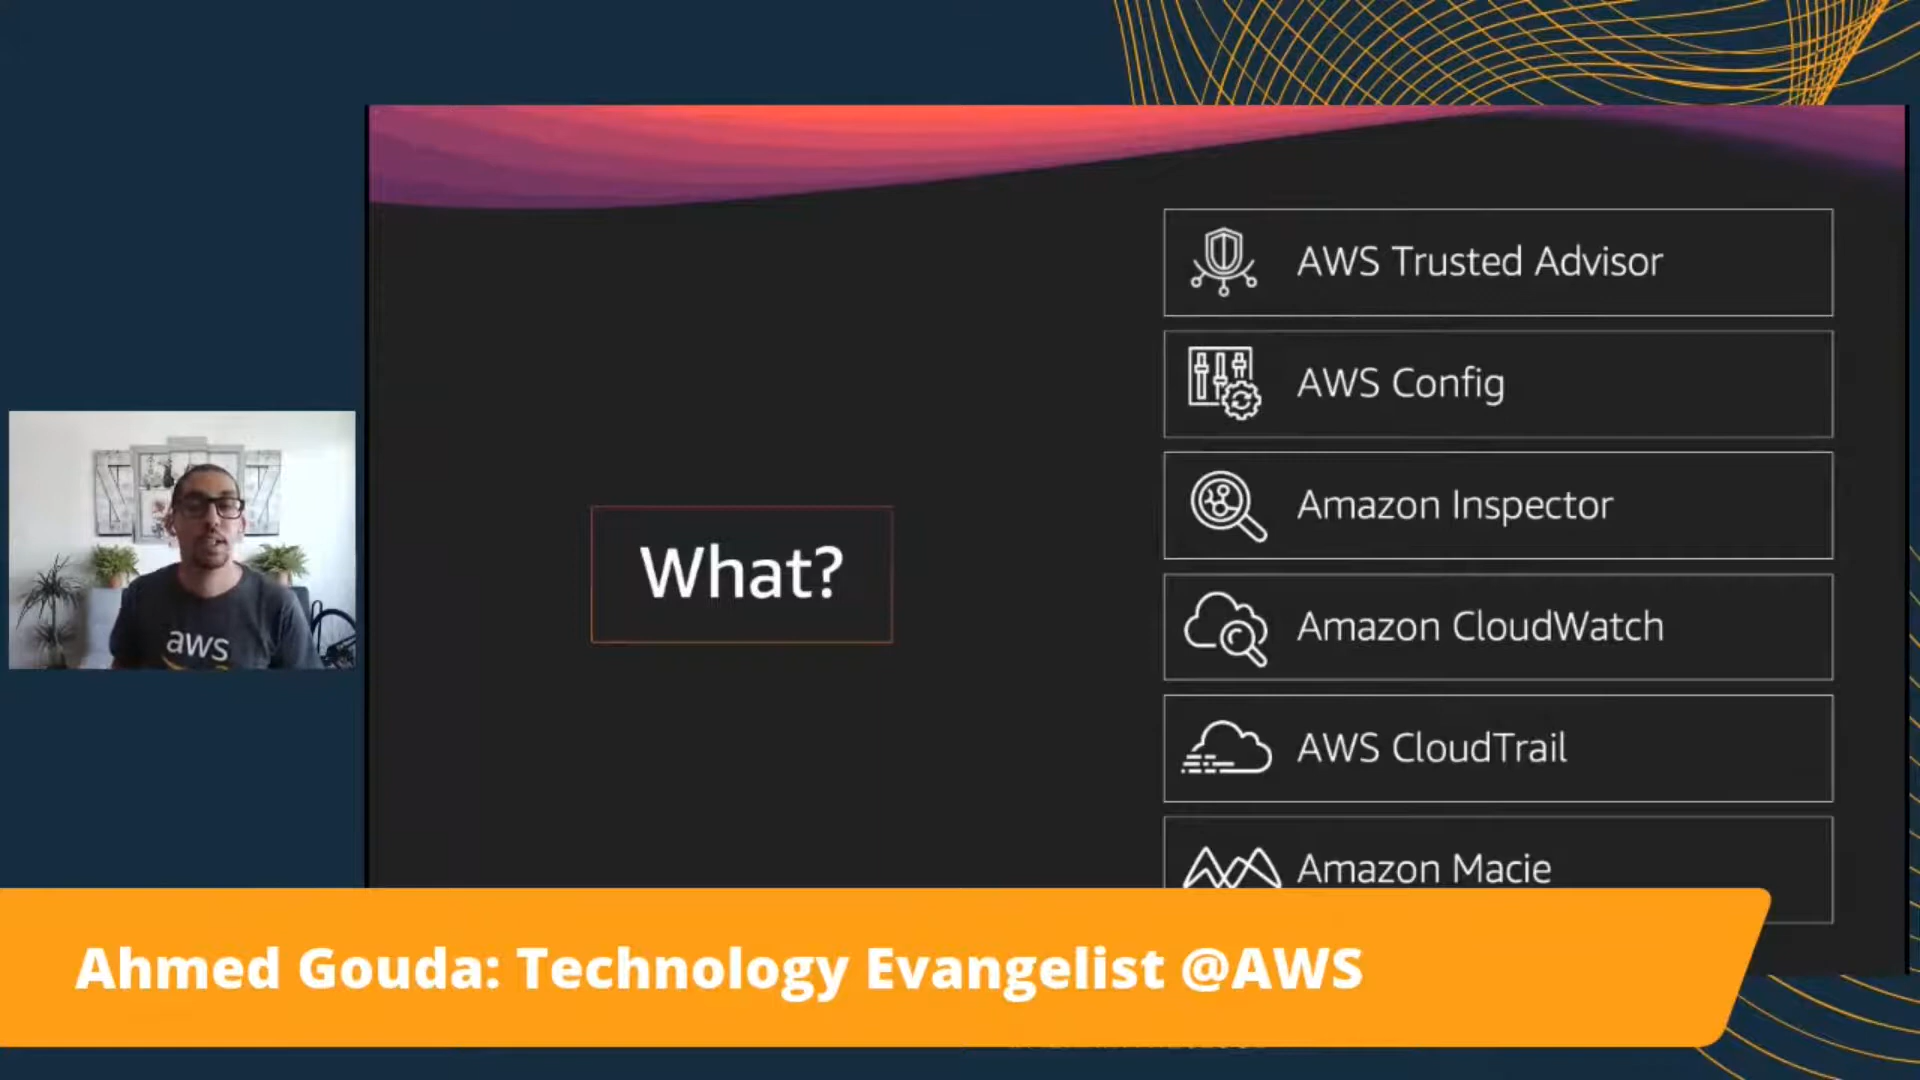 AWS Trusted Advisor
AWS Config
Amazon Inspector
What?
Amazon CloudWatch
AWS CloudTrail
Amazon Macie
aws
Ahmed Gouda: Technology Evangelist @AWS